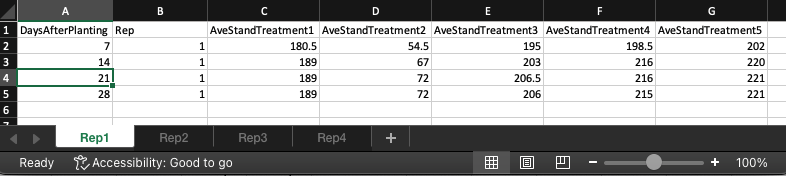 A B C D E F G
1 DaysAfterPlanting Rep AveStandTreatment1 AveStandTreatment2 AveStandTreatment3 AveStandTreatment4 AveStandTreatment5
2 7 1 180.5 54.5 195 198.5 202
3 14 1 189 67 203 216 220
4 21 1 189 72 206.5 216 221
5 28 1 189 72 206 215 221
6
Rep1 Rep2 Rep3 Rep4 +
Ready Accessibility: Good to go − + 100%